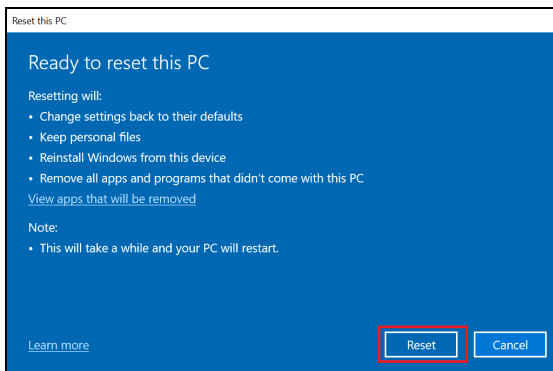 Reset this PC
Ready to reset this PC
Resetting will:
• Change settings back to their defaults
• Keep personal files
• Reinstall Windows from this device
• Remove all apps and programs that didn't come with this PC
View apps that will be removed
Note:
• This will take a while and your PC will restart.
Learn more
Reset
Cancel